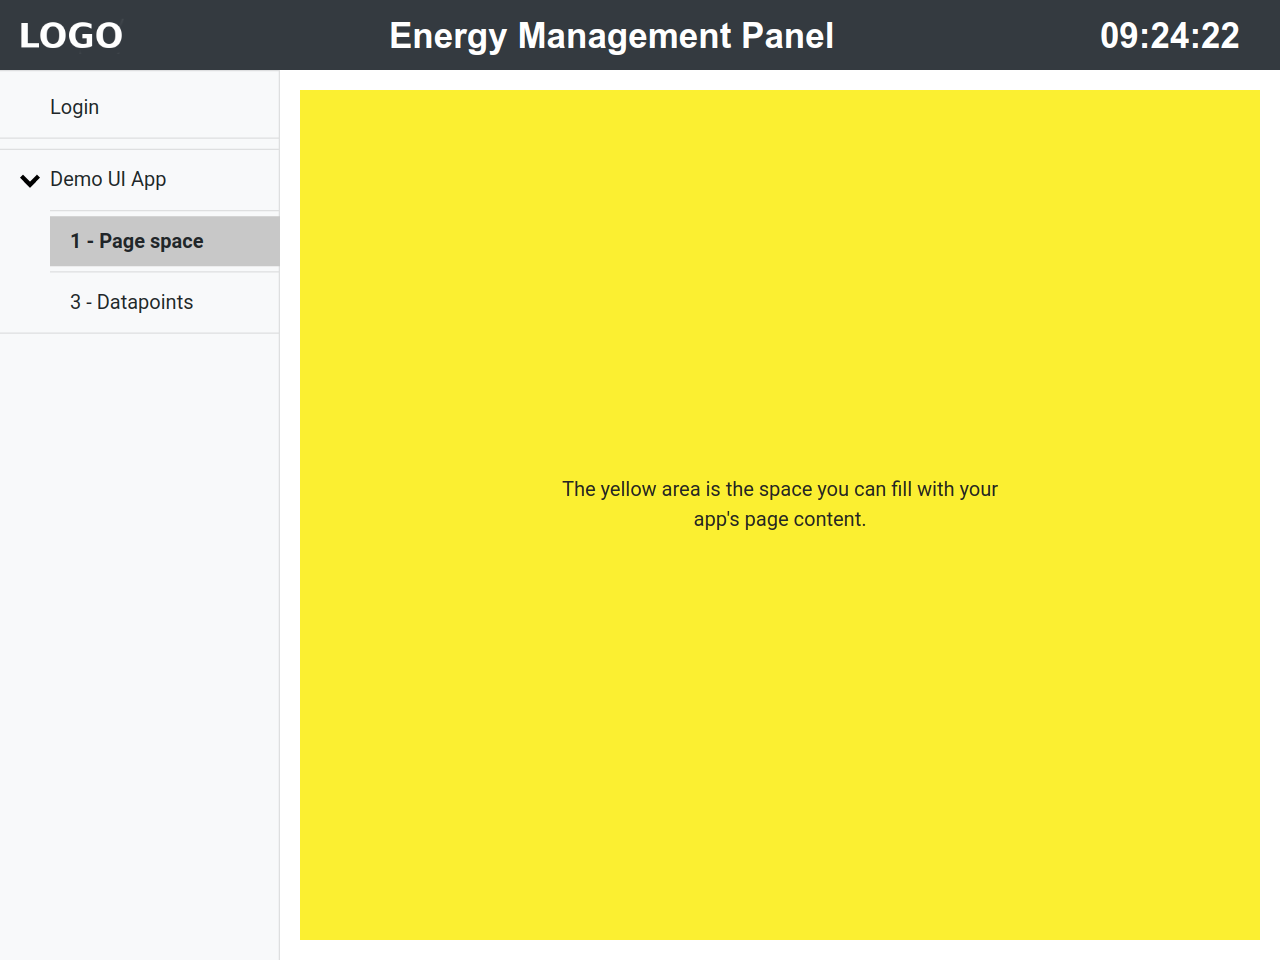 LOGO
Energy Management Panel
09:24:22
Login
Demo UI App
1 - Page space
3 - Datapoints
The yellow area is the space you can fill with your
app's page content.